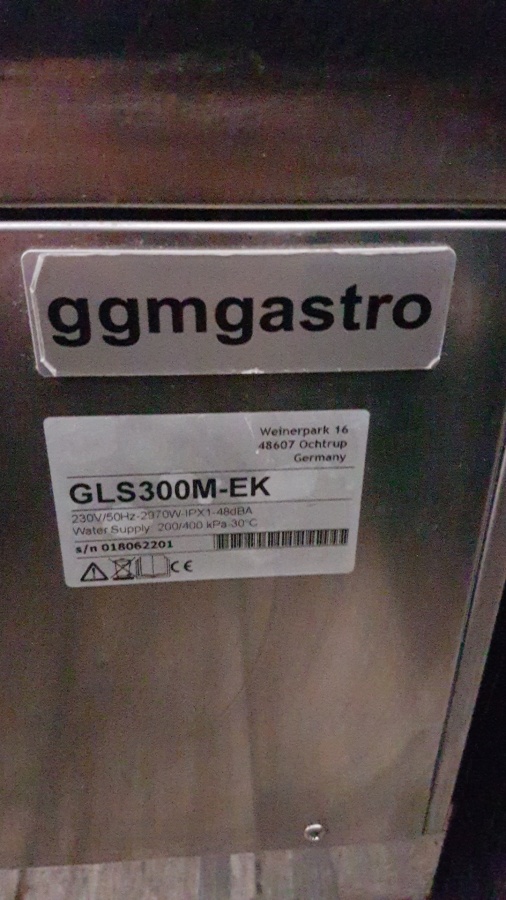 ggmgastro
Weinerpark 16
48607 Ochtrup
Germany
GLS300M-EK
230V/50Hz-2970W-IPX1-48dBA
Water Supply: 200/400 kPa-30°C
s/n 018062201
CE